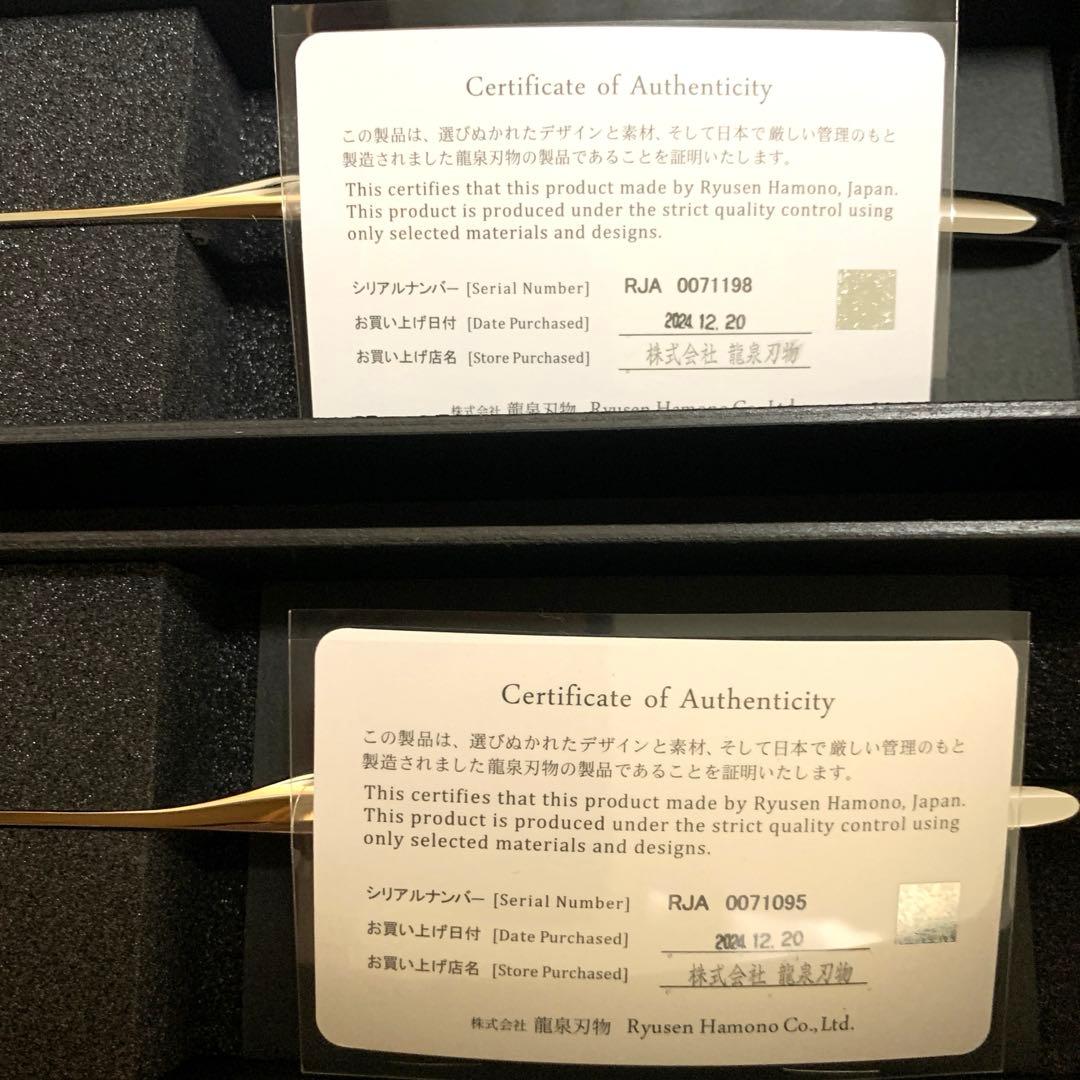 Certificate of Authenticity
この製品は、選びぬかれたデザインと素材、そして日本で厳しい管理のもと
製造されました龍泉刃物の製品であることを証明いたします。
This certifies that this product made by Ryusen Hamono, Japan.
This product is produced under the strict quality control using
only selected materials and designs.
シリアルナンバー [Serial Number] RJA 0071198
お買い上げ日付 [Date Purchased] 2024.12.20
お買い上げ店名 [Store Purchased] 株式会社 龍泉刃物
株式会社 龍泉刃物 Ryusen Hamono Co., Ltd.
Certificate of Authenticity
この製品は、選びぬかれたデザインと素材、そして日本で厳しい管理のもと
製造されました龍泉刃物の製品であることを証明いたします。
This certifies that this product made by Ryusen Hamono, Japan.
This product is produced under the strict quality control using
only selected materials and designs.
シリアルナンバー [Serial Number] RJA 0071095
お買い上げ日付 [Date Purchased] 2024.12.20
お買い上げ店名 [Store Purchased] 株式会社 龍泉刃物
株式会社 龍泉刃物 Ryusen Hamono Co., Ltd.